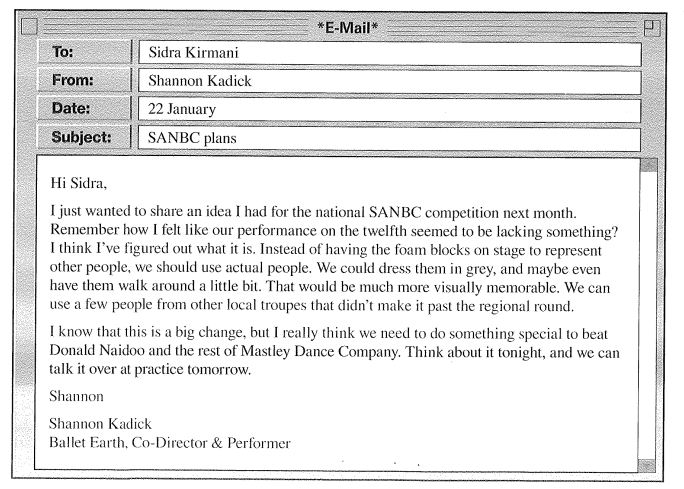 *E-Mail*
To: Sidra Kirmani
From: Shannon Kadick
Date: 22 January
Subject: SANBC plans
Hi Sidra,
I just wanted to share an idea I had for the national SANBC competition next month.
Remember how I felt like our performance on the twelfth seemed to be lacking something?
I think I've figured out what it is. Instead of having the foam blocks on stage to represent
other people, we should use actual people. We could dress them in grey, and maybe even
have them walk around a little bit. That would be much more visually memorable. We can
use a few people from other local troupes that didn't make it past the regional round.
I know that this is a big change, but I really think we need to do something special to beat
Donald Naidoo and the rest of Mastley Dance Company. Think about it tonight, and we can
talk it over at practice tomorrow.
Shannon
Shannon Kadick
Ballet Earth, Co-Director & Performer